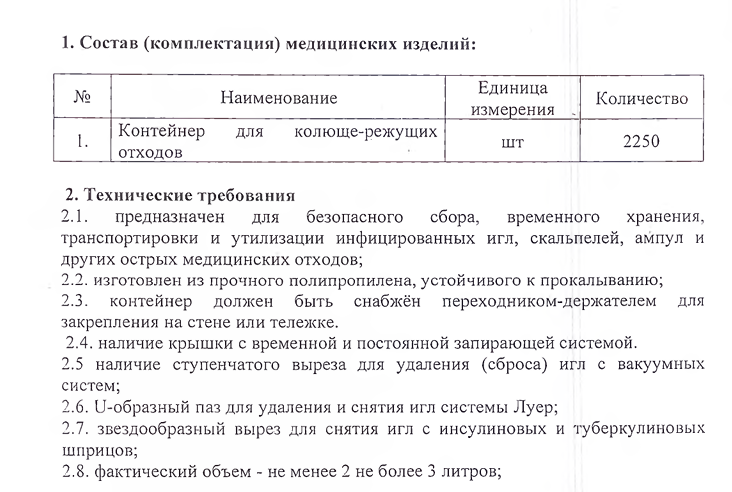 1. Состав (комплектация) медицинских изделий:
№ Наименование Единица измерения Количество
1. Контейнер для колюще-режущих отходов шт 2250
2. Технические требования
2.1. предназначен для безопасного сбора, временного хранения,
транспортировки и утилизации инфицированных игл, скальпелей, ампул и
других острых медицинских отходов;
2.2. изготовлен из прочного полипропилена, устойчивого к прокалыванию;
2.3. контейнер должен быть снабжён переходником-держателем для
закрепления на стене или тележке.
2.4. наличие крышки с временной и постоянной запирающей системой.
2.5 наличие ступенчатого выреза для удаления (сброса) игл с вакуумных
систем;
2.6. U-образный паз для удаления и снятия игл системы Луер;
2.7. звездообразный вырез для снятия игл с инсулиновых и туберкулиновых
шприцов;
2.8. фактический объем - не менее 2 не более 3 литров;